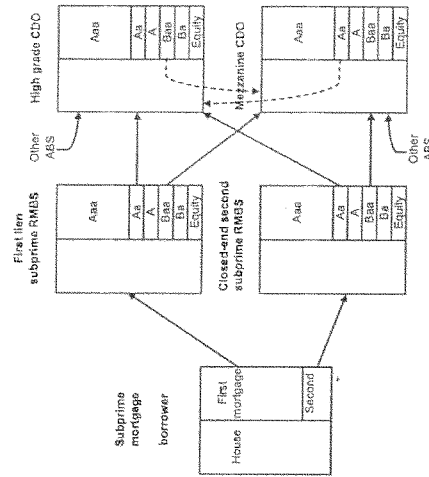 Subprime
mortgage
borrower
House
First
mortgage
Second
First lien
subprime RMBS
Aaa
Aa
A
Baa
Ba
Equity
Closed-end second
subprime RMBS
Aaa
Aa
A
Baa
Ba
Equity
Other
ABS
Other
ABS
High grade CDO
Aaa
Aa
A
Baa
Ba
Equity
Mezzanine CDO
Aaa
Aa
A
Baa
Ba
Equity